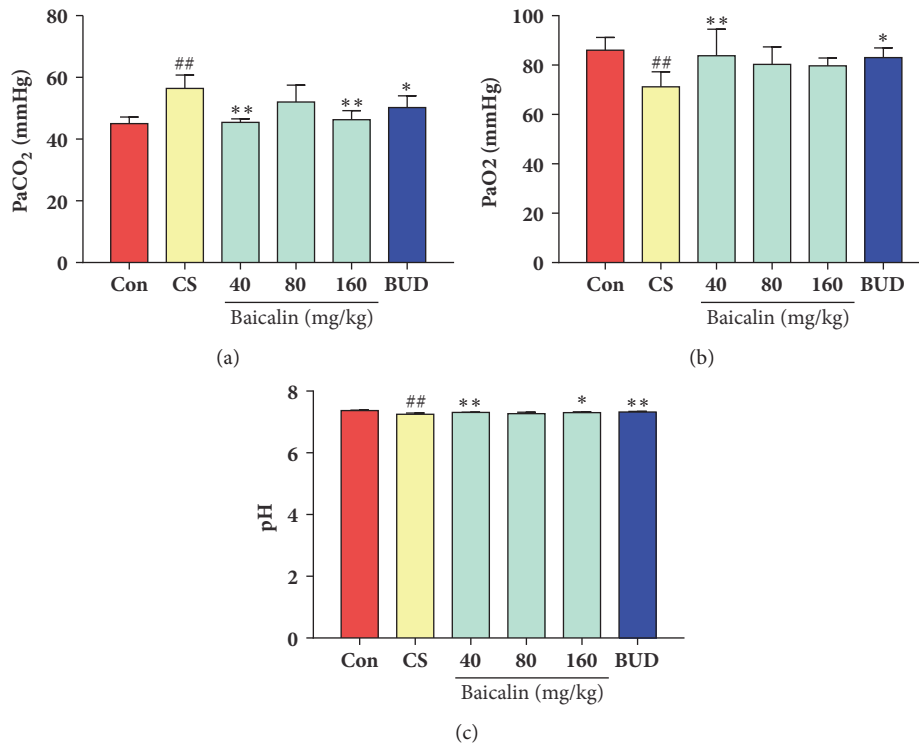 PaCO₂ (mmHg)
80
60
40
20
0
##
**
**
*
Con CS 40 80 160 BUD
Baicalin (mg/kg)
(a)
PaO2 (mmHg)
100
80
60
40
20
0
##
**
*
Con CS 40 80 160 BUD
Baicalin (mg/kg)
(b)
pH
8
6
4
2
0
##
**
*
**
Con CS 40 80 160 BUD
Baicalin (mg/kg)
(c)